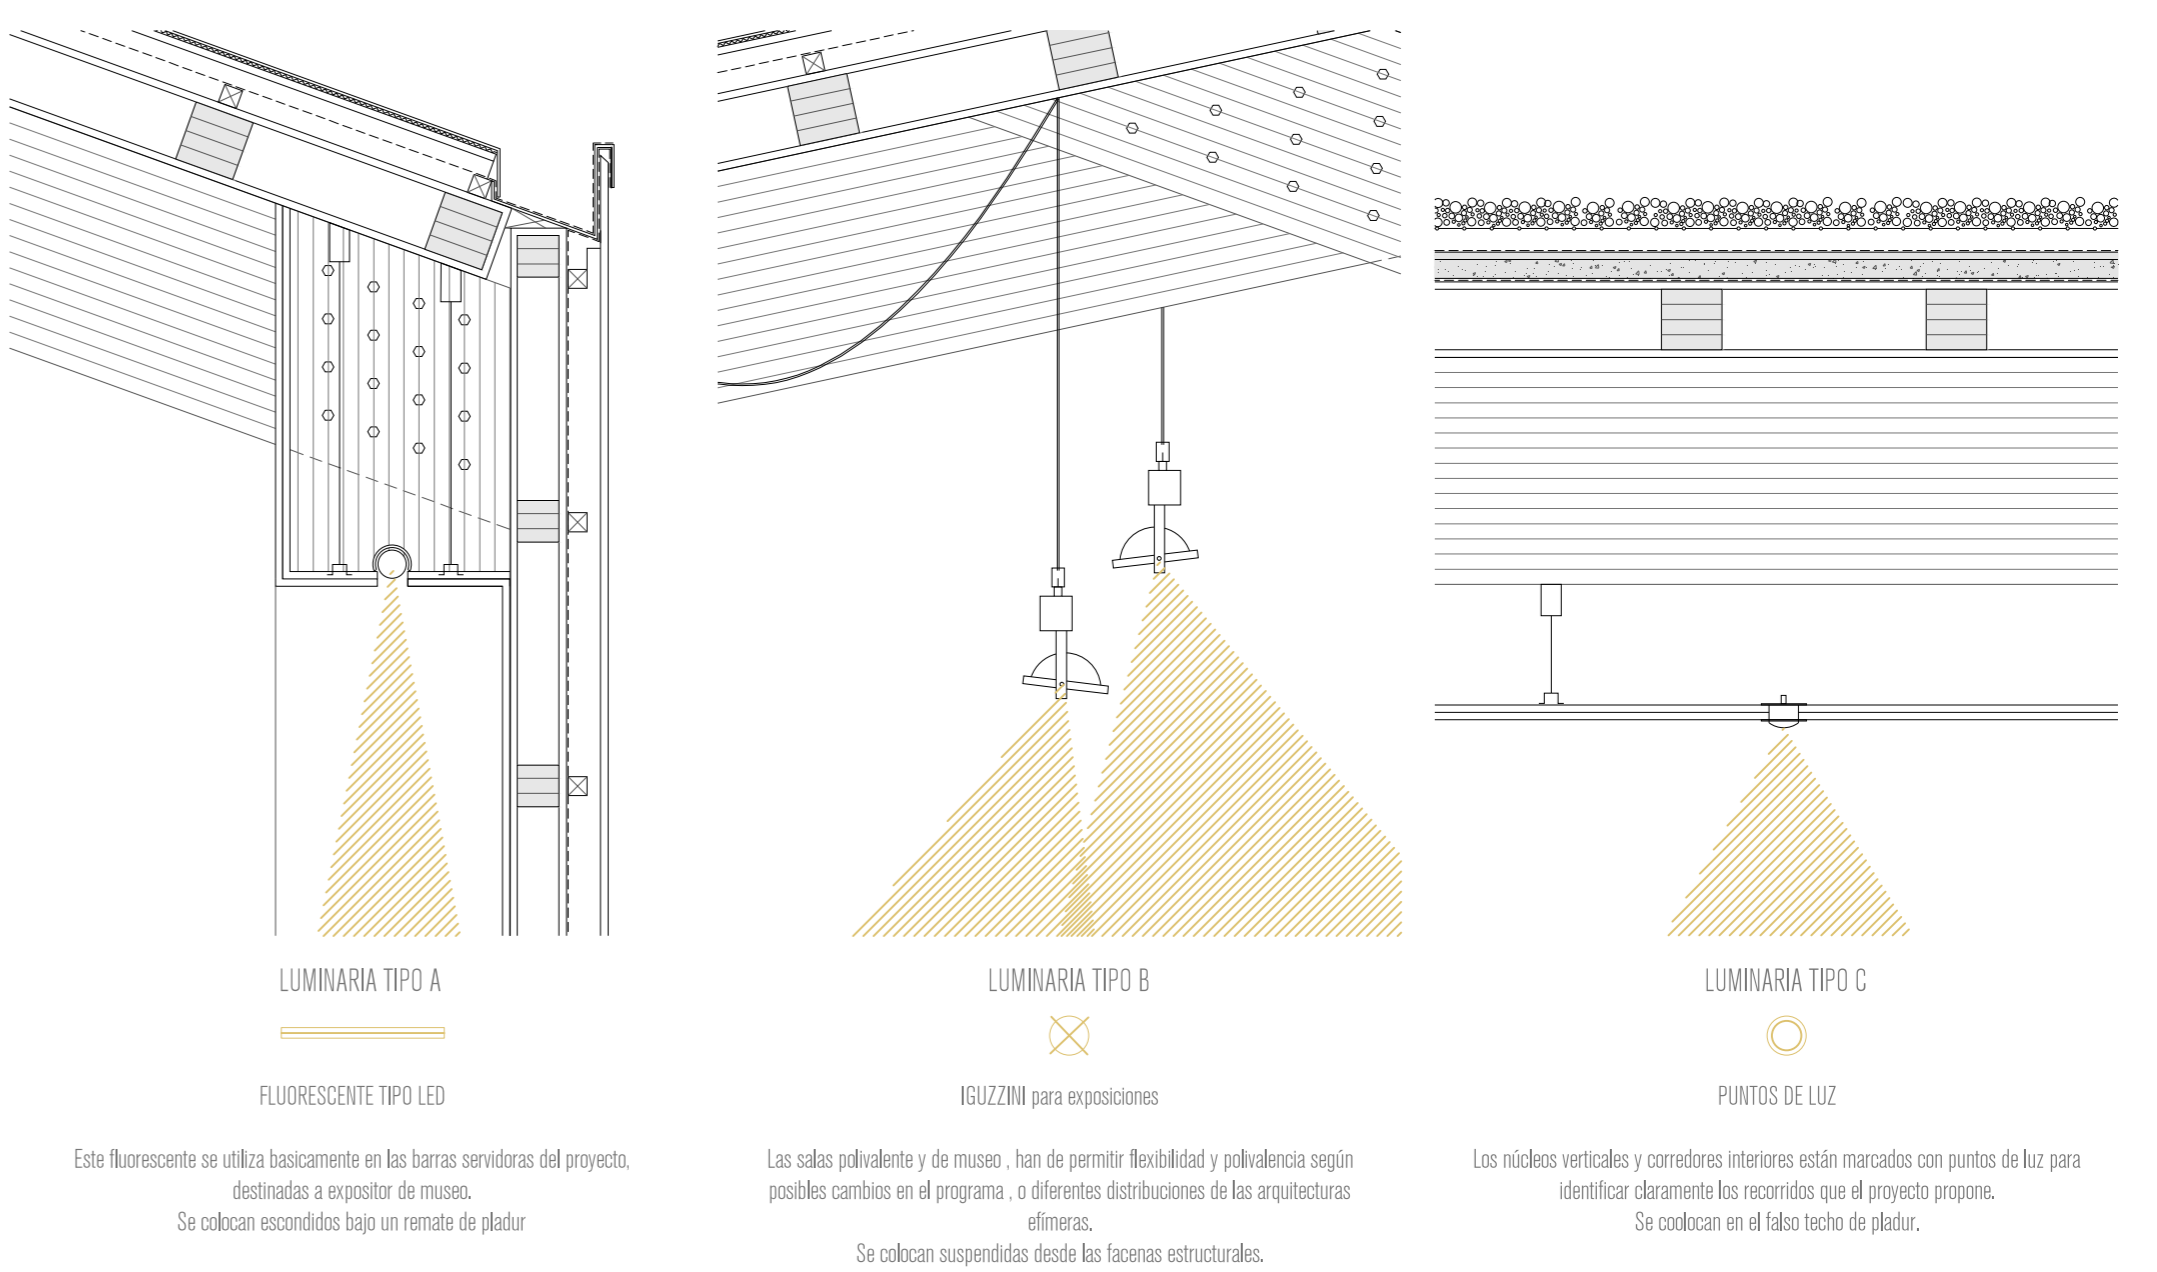 LUMINARIA TIPO A
FLUORESCENTE TIPO LED
Este fluorescente se utiliza basicamente en las barras servidoras del proyecto,
destinadas a expositor de museo.
Se colocan escondidos bajo un remate de pladur
LUMINARIA TIPO B
IGUZZINI para exposiciones
Las salas polivalente y de museo , han de permitir flexibilidad y polivalencia según
posibles cambios en el programa , o diferentes distribuciones de las arquitecturas
efímeras.
Se colocan suspendidas desde las facenas estructurales.
LUMINARIA TIPO C
PUNTOS DE LUZ
Los núcleos verticales y corredores interiores están marcados con puntos de luz para
identificar claramente los recorridos que el proyecto propone.
Se coolocan en el falso techo de pladur.